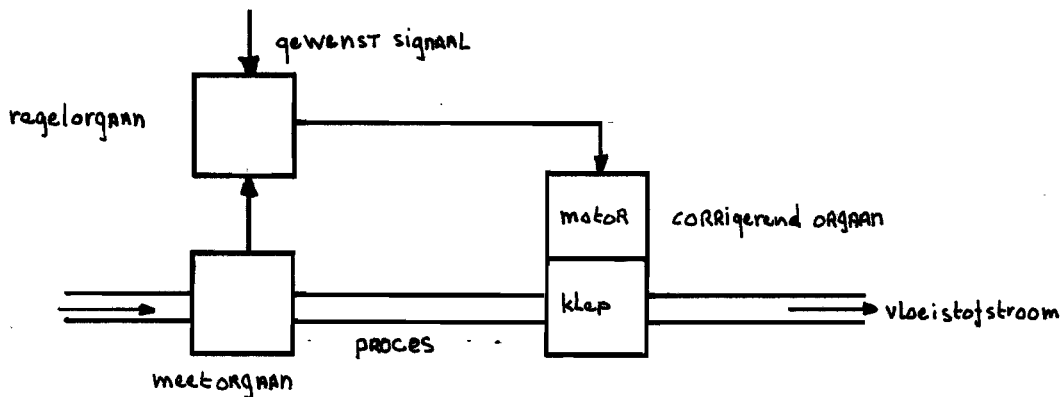 gewenst signaal
regelorgaan
motor
corrigerend orgaan
klep
vloeistofstroom
proces
meetorgaan